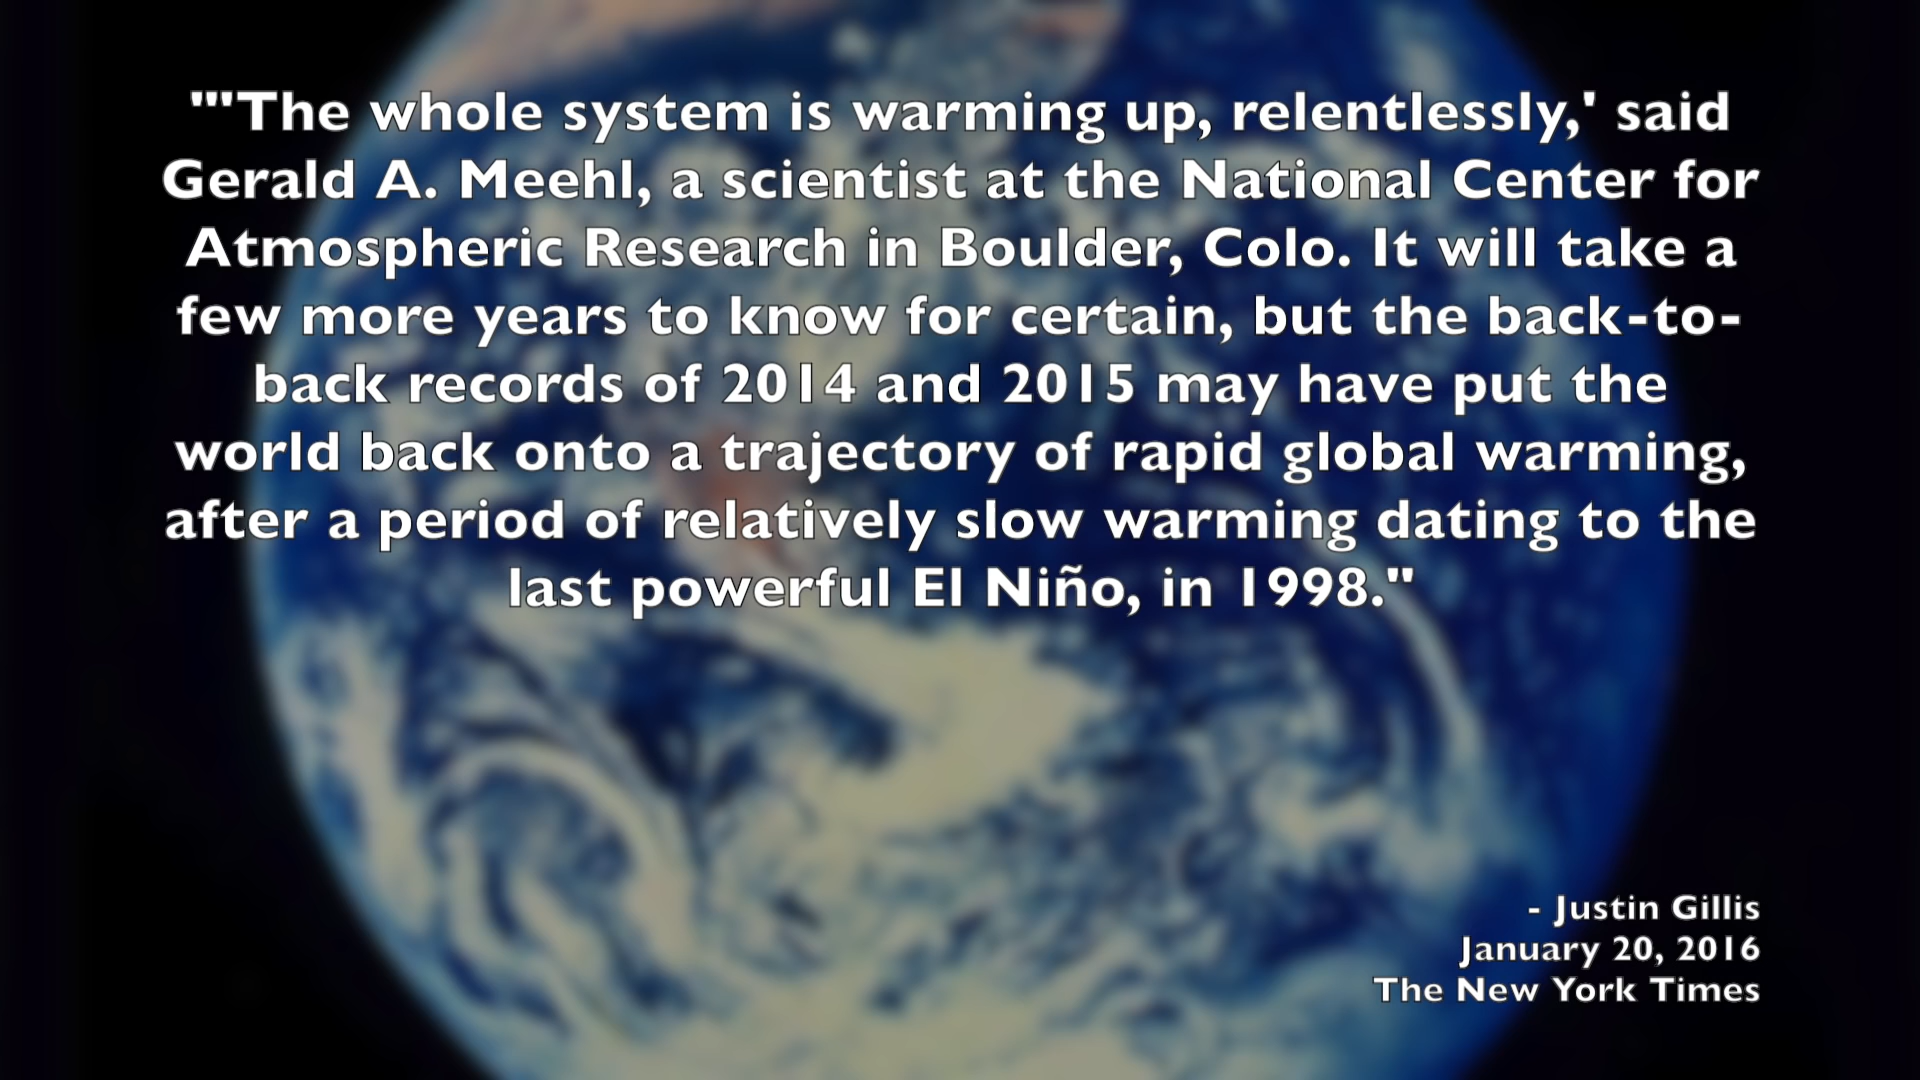 "'The whole system is warming up, relentlessly,' said
Gerald A. Meehl, a scientist at the National Center for
Atmospheric Research in Boulder, Colo. It will take a
few more years to know for certain, but the back-to-
back records of 2014 and 2015 may have put the
world back onto a trajectory of rapid global warming,
after a period of relatively slow warming dating to the
last powerful El Niño, in 1998."
- Justin Gillis
January 20, 2016
The New York Times